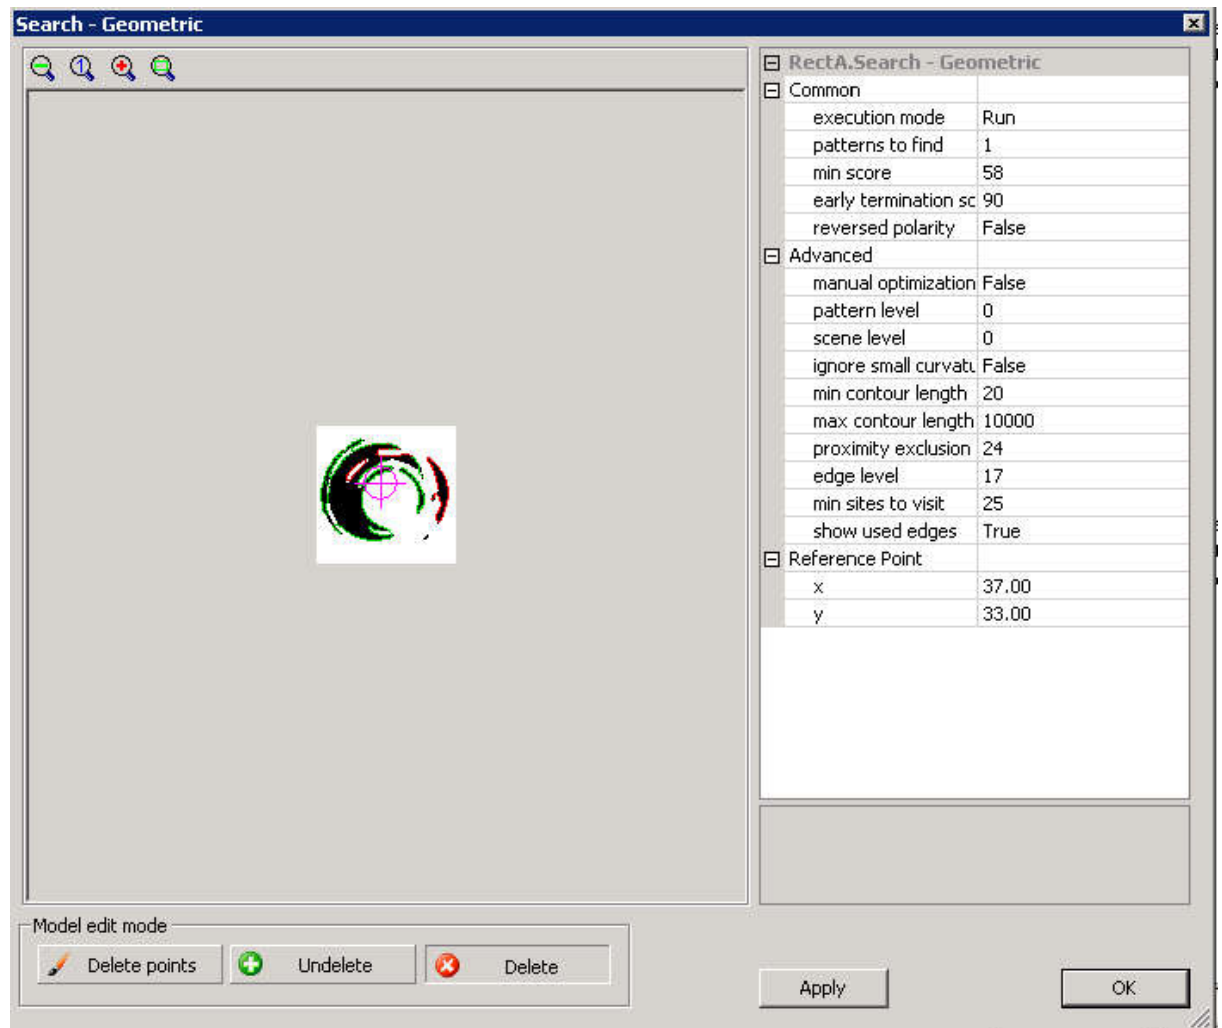 Search - Geometric
1
RectA.Search - Geometric
Common
execution mode Run
patterns to find 1
min score 58
early termination sc 90
reversed polarity False
Advanced
manual optimization False
pattern level 0
scene level 0
ignore small curvatu False
min contour length 20
max contour length 10000
proximity exclusion 24
edge level 17
min sites to visit 25
show used edges True
Reference Point
x 37.00
y 33.00
Model edit mode
Delete points Undelete Delete
Apply OK